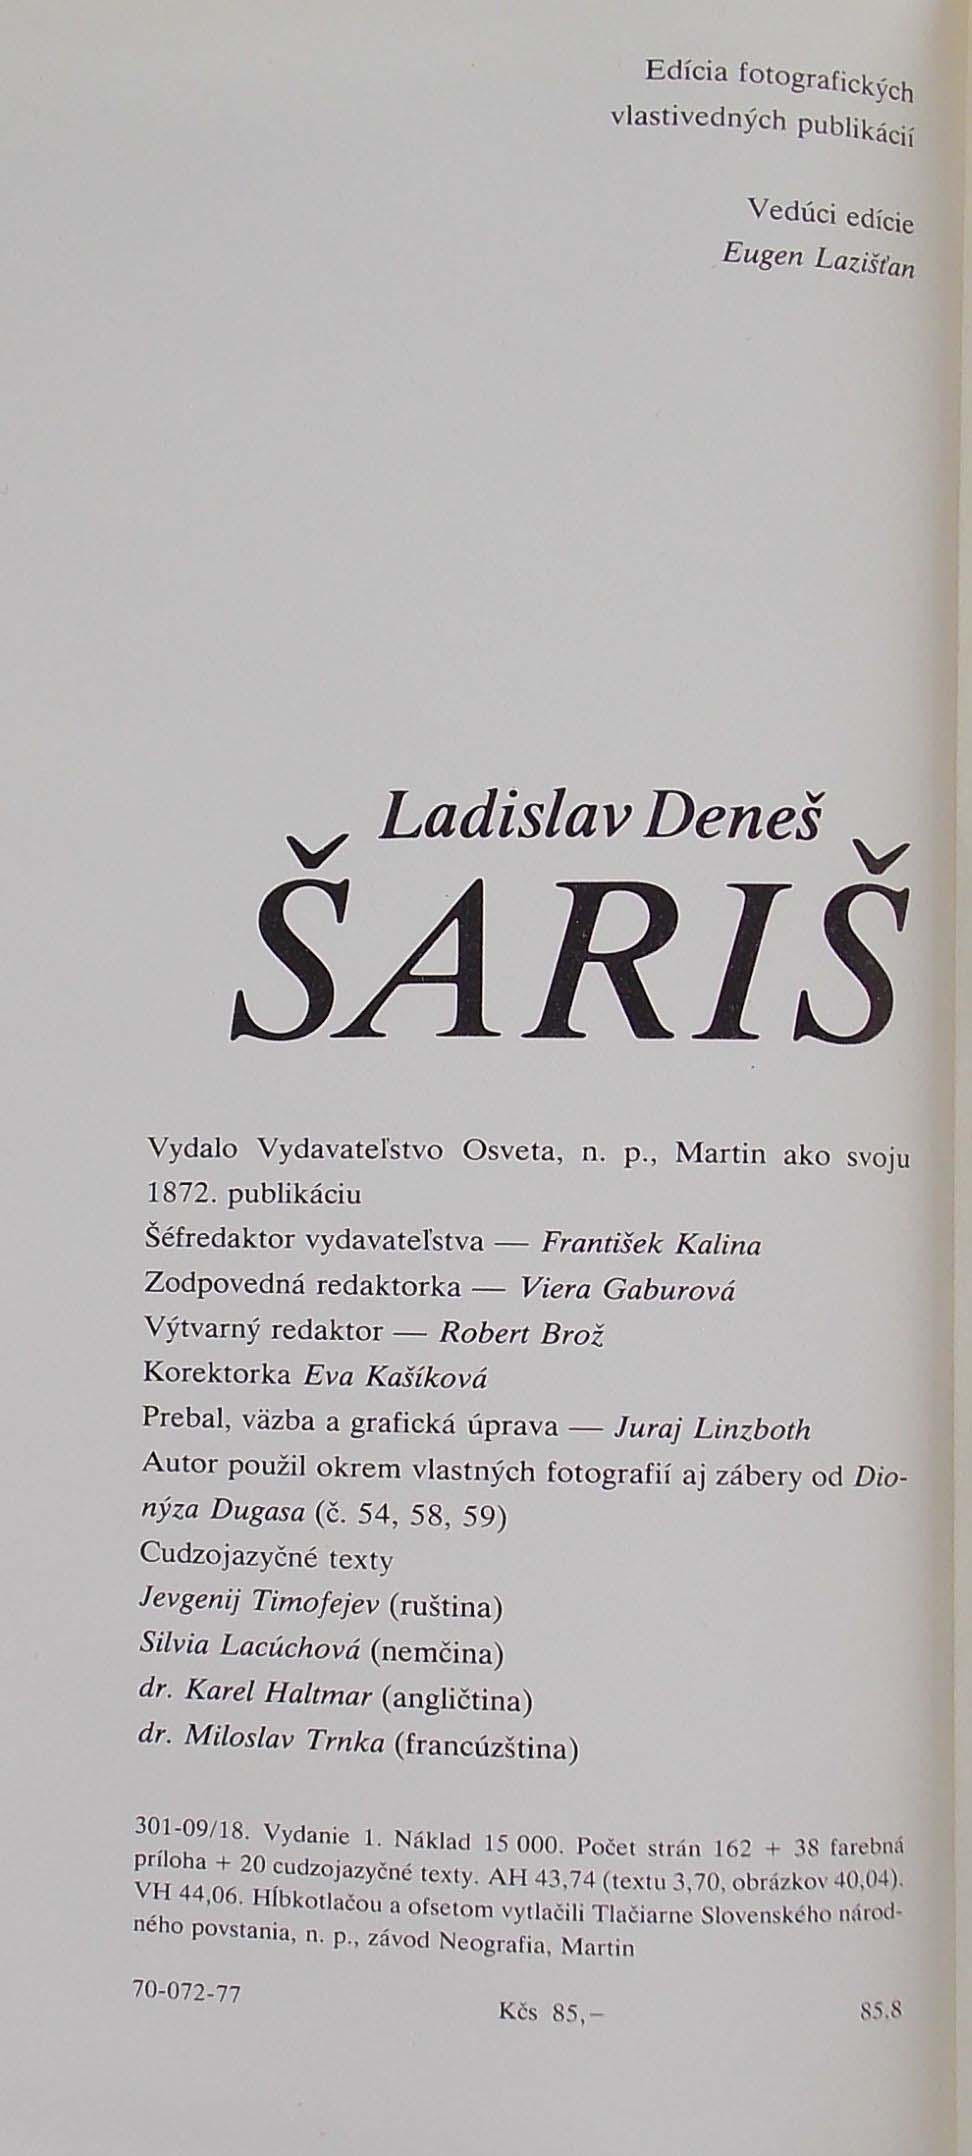 Edícia fotografických
vlastivedných publikácií
Vedúci edície
Eugen Lazišťan
Ladislav Deneš
ŠARIŠ
Vydalo Vydavateľstvo Osveta, n. p., Martin ako svoju
1872. publikáciu
Šéfredaktor vydavateľstva — František Kalina
Zodpovedná redaktorka — Viera Gaburová
Výtvarný redaktor — Robert Brož
Korektorka Eva Kašíková
Prebal, väzba a grafická úprava — Juraj Linzboth
Autor použil okrem vlastných fotografií aj zábery od Dio-
nýza Dugasa (č. 54, 58, 59)
Cudzojazyčné texty
Jevgenij Timofejev (ruština)
Silvia Lacúchová (nemčina)
dr. Karel Haltmar (angličtina)
dr. Miloslav Trnka (francúzština)
301-09/18. Vydanie 1. Náklad 15 000. Počet strán 162 + 38 farebná
príloha + 20 cudzojazyčné texty. AH 43,74 (textu 3,70, obrázkov 40,04).
VH 44,06. Hĺbkotlačou a ofsetom vytlačili Tlačiarne Slovenského národ-
ného povstania, n. p., závod Neografia, Martin
70-072-77
Kčs 85,–
85.8